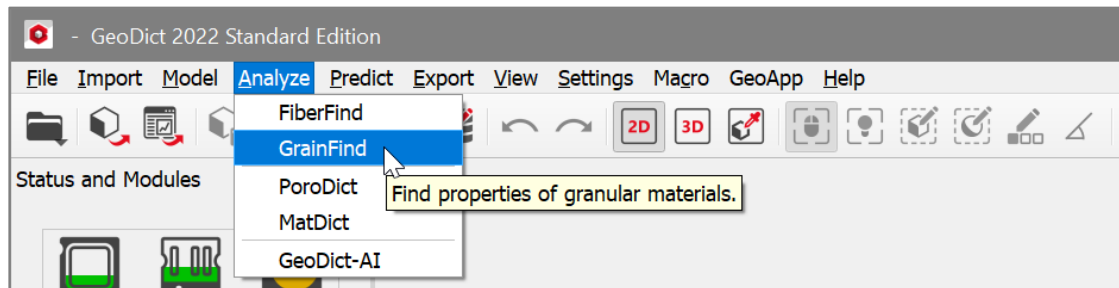 - GeoDict 2022 Standard Edition
File Import Model Analyze Predict Export View Settings Macro GeoApp Help
FiberFind
2D 3D
GrainFind
Status and Modules
PoroDict
Find properties of granular materials.
MatDict
GeoDict-AI